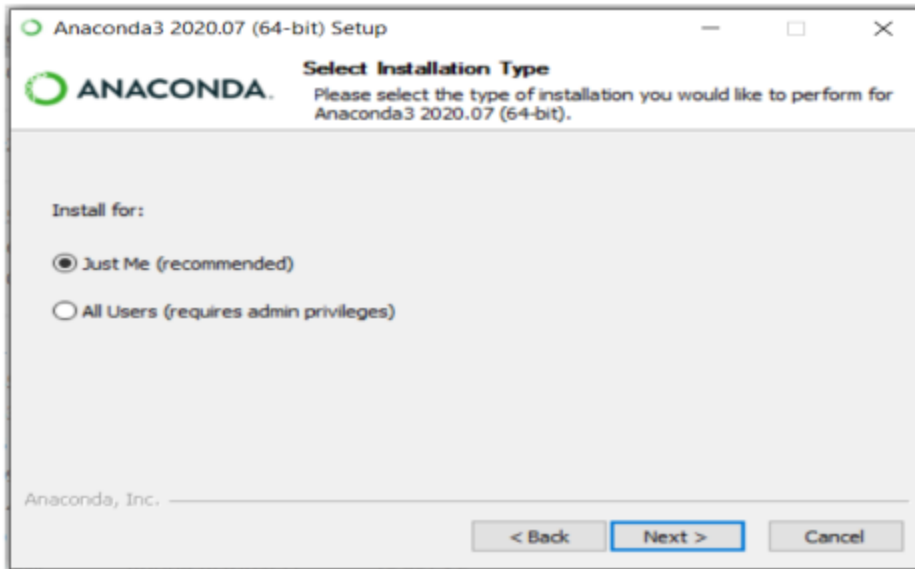 Anaconda3 2020.07 (64-bit) Setup
ANACONDA.
Select Installation Type
Please select the type of installation you would like to perform for
Anaconda3 2020.07 (64-bit).
Install for:
Just Me (recommended)
All Users (requires admin privileges)
Anaconda, Inc.
< Back Next > Cancel